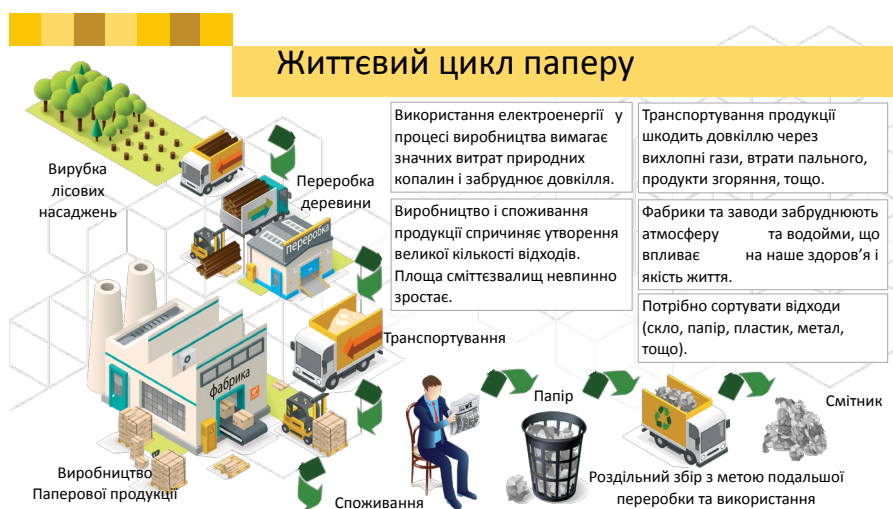 Життєвий цикл паперу
Вирубка
лісових
насаджень
Переробка
деревини
переробка
Використання електроенергії у
процесі виробництва вимагає
значних витрат природних
копалин і забруднює довкілля.
Транспортування продукції
шкодить довкіллю через
вихлопні гази, втрати пального,
продукти згоряння, тощо.
Виробництво і споживання
продукції спричиняє утворення
великої кількості відходів.
Площа сміттєзвалищ невпинно
зростає.
Фабрики та заводи забруднюють
атмосферу та водойми, що
впливає на наше здоров’я і
якість життя.
Потрібно сортувати відходи
(скло, папір, пластик, метал,
тощо).
Транспортування
фабрика
Папір
Смітник
Виробництво
Паперової продукції
Споживання
Роздільний збір з метою подальшої
переробки та використання